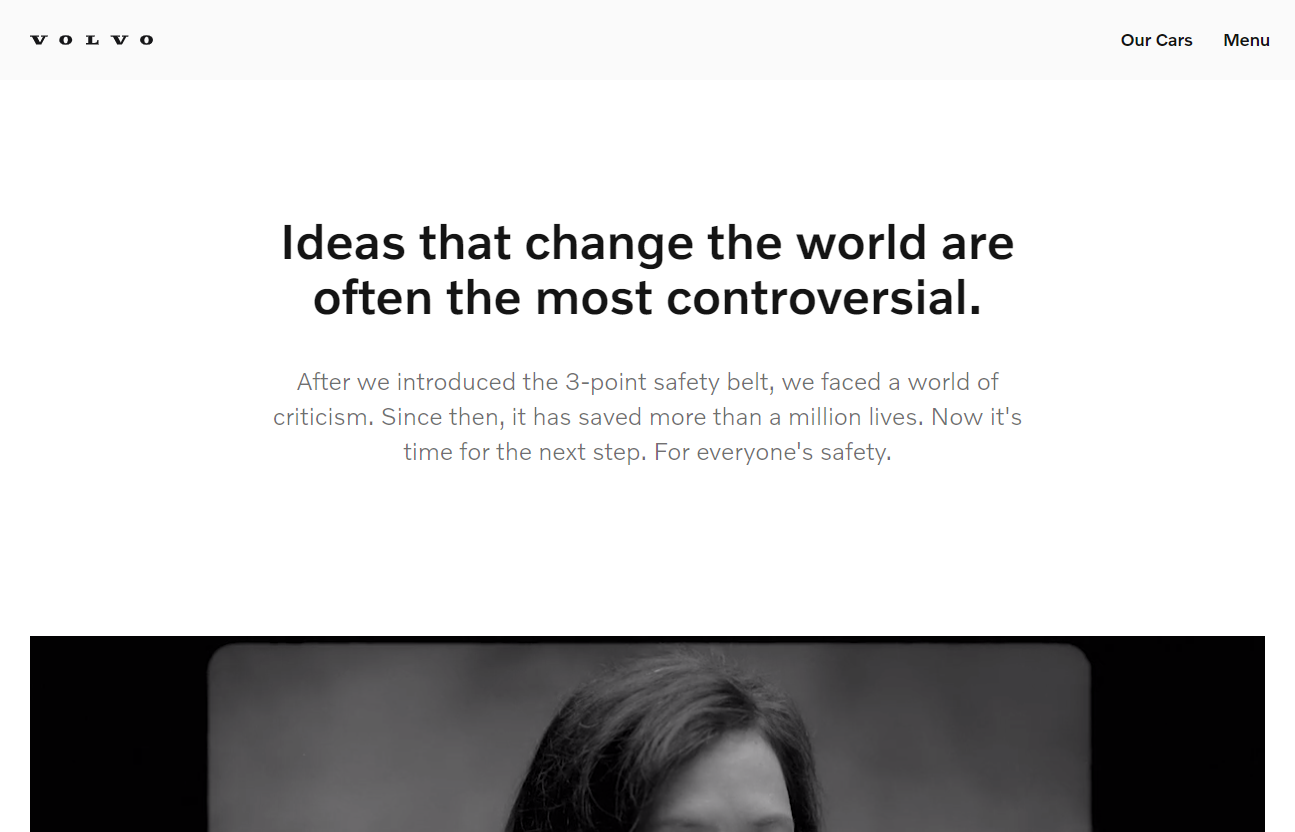 VOLVO
Our Cars
Menu
Ideas that change the world are
often the most controversial.
After we introduced the 3-point safety belt, we faced a world of
criticism. Since then, it has saved more than a million lives. Now it's
time for the next step. For everyone's safety.